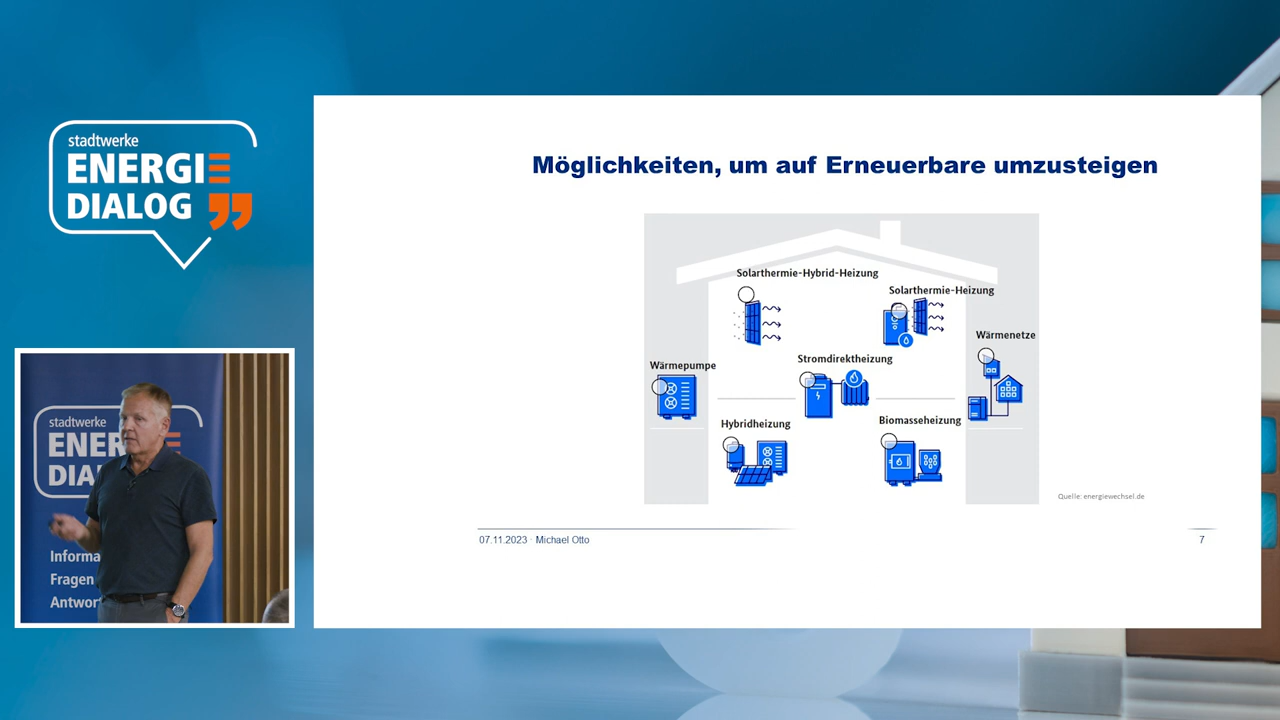 stadtwerke
ENERGIE
DIALOG
Möglichkeiten, um auf Erneuerbare umzusteigen
Solarthermie-Hybrid-Heizung
Solarthermie-Heizung
Wärmenetze
Stromdirektheizung
Wärmepumpe
Biomasseheizung
Hybridheizung
Quelle: energiewechsel.de
07.11.2023 · Michael Otto
7
stadtwerke
ENER
DIA
Informa
Fragen
Antwor